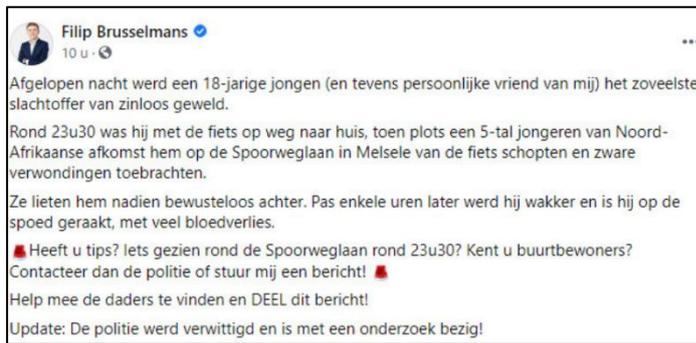 Filip Brusselmans
10 u ·
Afgelopen nacht werd een 18-jarige jongen (en tevens persoonlijke vriend van mij) het zoveelste
slachtoffer van zinloos geweld.
Rond 23u30 was hij met de fiets op weg naar huis, toen plots een 5-tal jongeren van Noord-
Afrikaanse afkomst hem op de Spoorweglaan in Melsele van de fiets schopten en zware
verwondingen toebrachten.
Ze lieten hem nadien bewusteloos achter. Pas enkele uren later werd hij wakker en is hij op de
spoed geraakt, met veel bloedverlies.
🚨Heeft u tips? Iets gezien rond de Spoorweglaan rond 23u30? Kent u buurtbewoners?
Contacteer dan de politie of stuur mij een bericht! 🚨
Help mee de daders te vinden en DEEL dit bericht!
Update: De politie werd verwittigd en is met een onderzoek bezig!